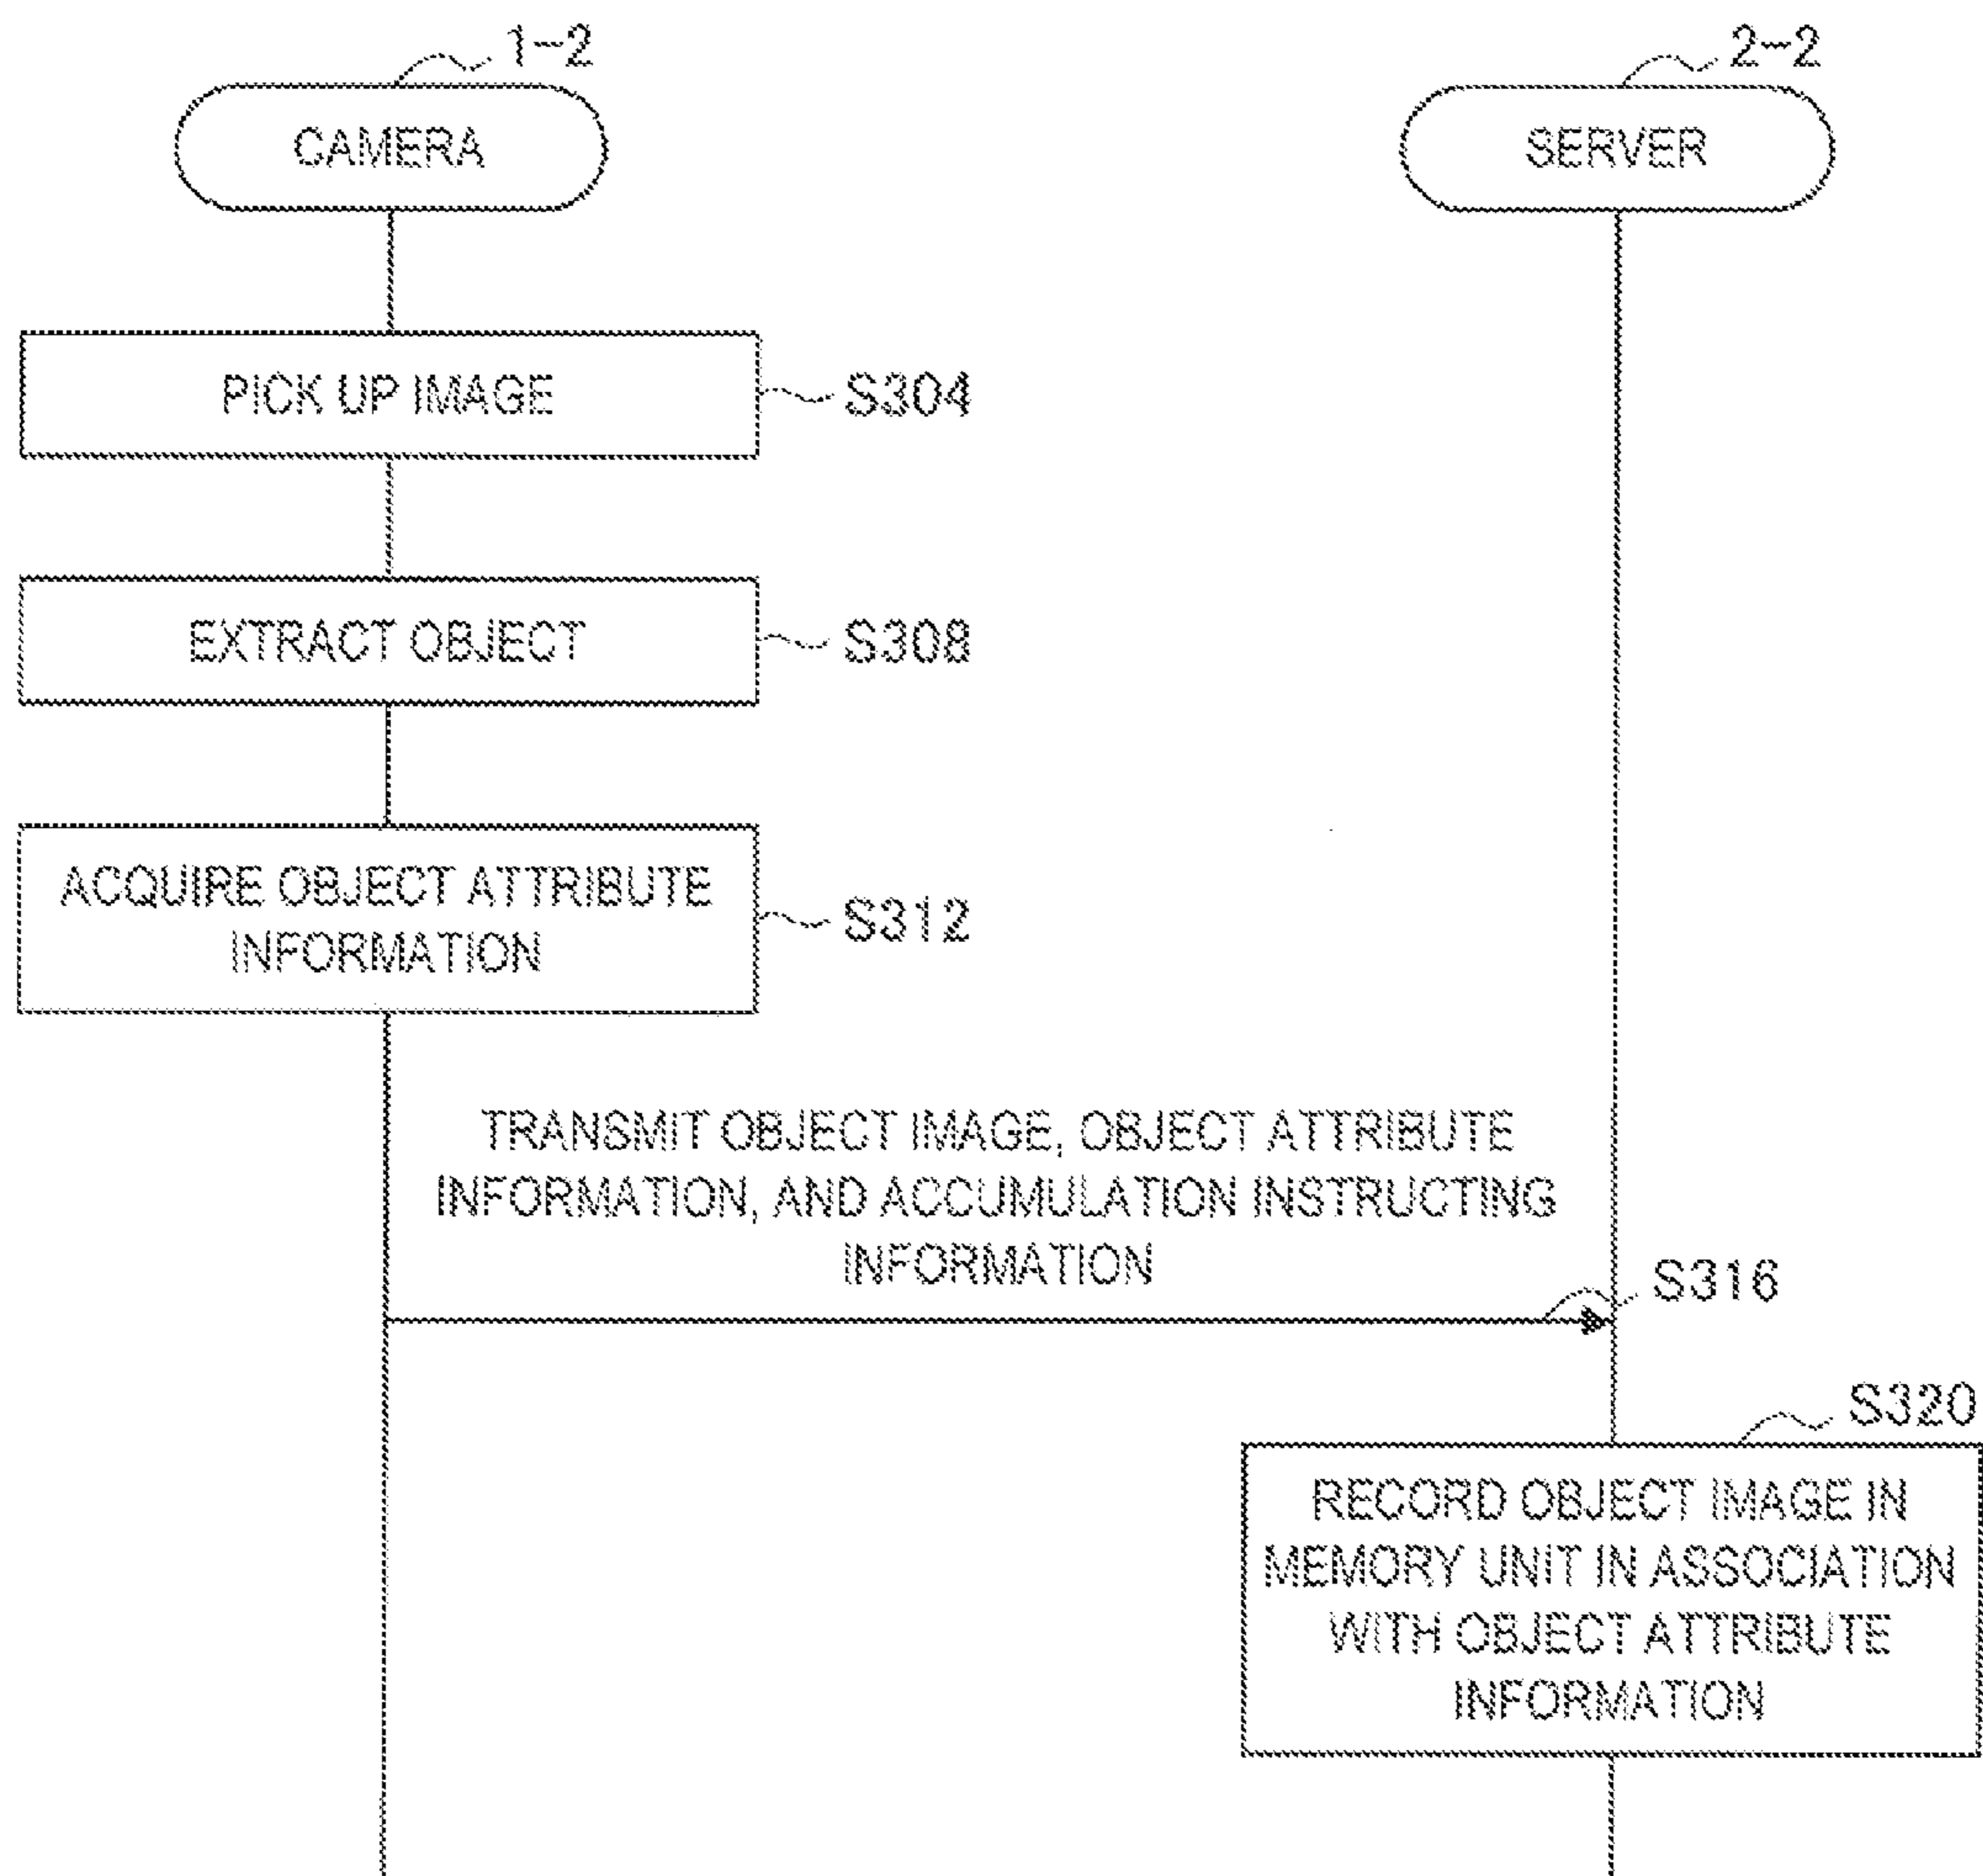 1-2
2-2
CAMERA
SERVER
PICK UP IMAGE
S304
EXTRACT OBJECT
S308
ACQUIRE OBJECT ATTRIBUTE
INFORMATION
S312
TRANSMIT OBJECT IMAGE, OBJECT ATTRIBUTE
INFORMATION, AND ACCUMULATION INSTRUCTING
INFORMATION
S316
S320
RECORD OBJECT IMAGE IN
MEMORY UNIT IN ASSOCIATION
WITH OBJECT ATTRIBUTE
INFORMATION